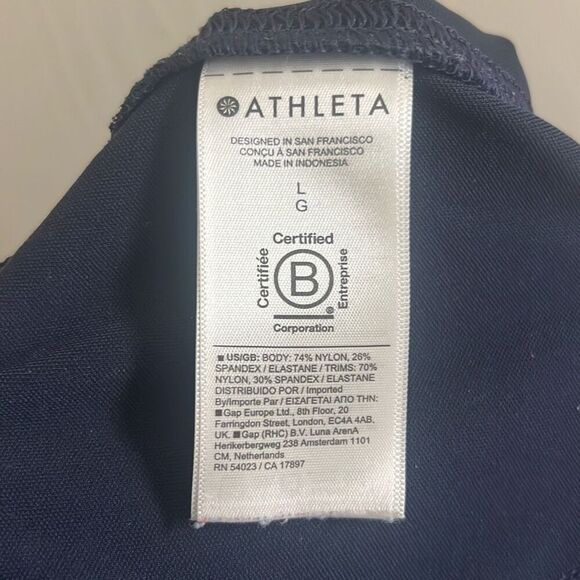 ATHLETA
DESIGNED IN SAN FRANCISCO
CONÇU À SAN FRANCISCO
MADE IN INDONESIA
L
G
Certified
Certifiée
B
Entreprise
®
Corporation
■ US/GB: BODY: 74% NYLON, 26%
SPANDEX / ELASTANE / TRIMS: 70%
NYLON, 30% SPANDEX / ELASTANE
DISTRIBUIDO POR / Imported
By/Importe Par / ΕΙΣΑΓΕΤΑΙ ΑΠΟ ΤΗΝ:
■Gap Europe Ltd., 8th Floor, 20
Farringdon Street, London, EC4A 4AB.
UK. ■Gap (RHC) B.V. Luna ArenA
Herikerbergweg 238 Amsterdam 1101
CM, Netherlands
RN 54023 / CA 17897